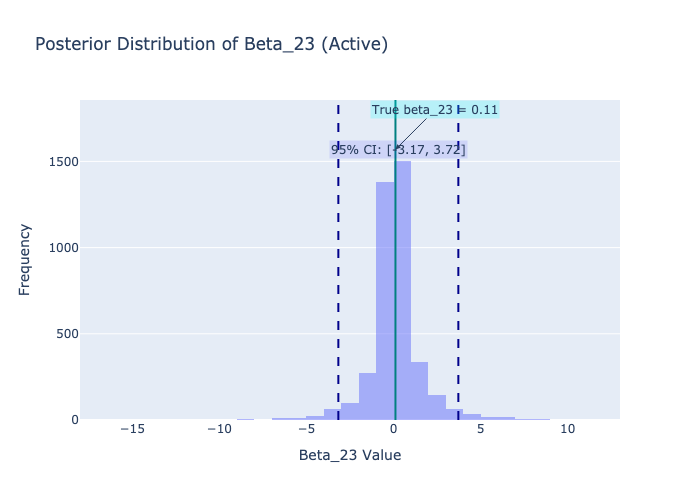 Posterior Distribution of Beta_23 (Active)
True beta_23 = 0.11
95% CI: [-3.17, 3.72]
1500
1000
500
0
Frequency
−15
−10
−5
0
5
10
Beta_23 Value